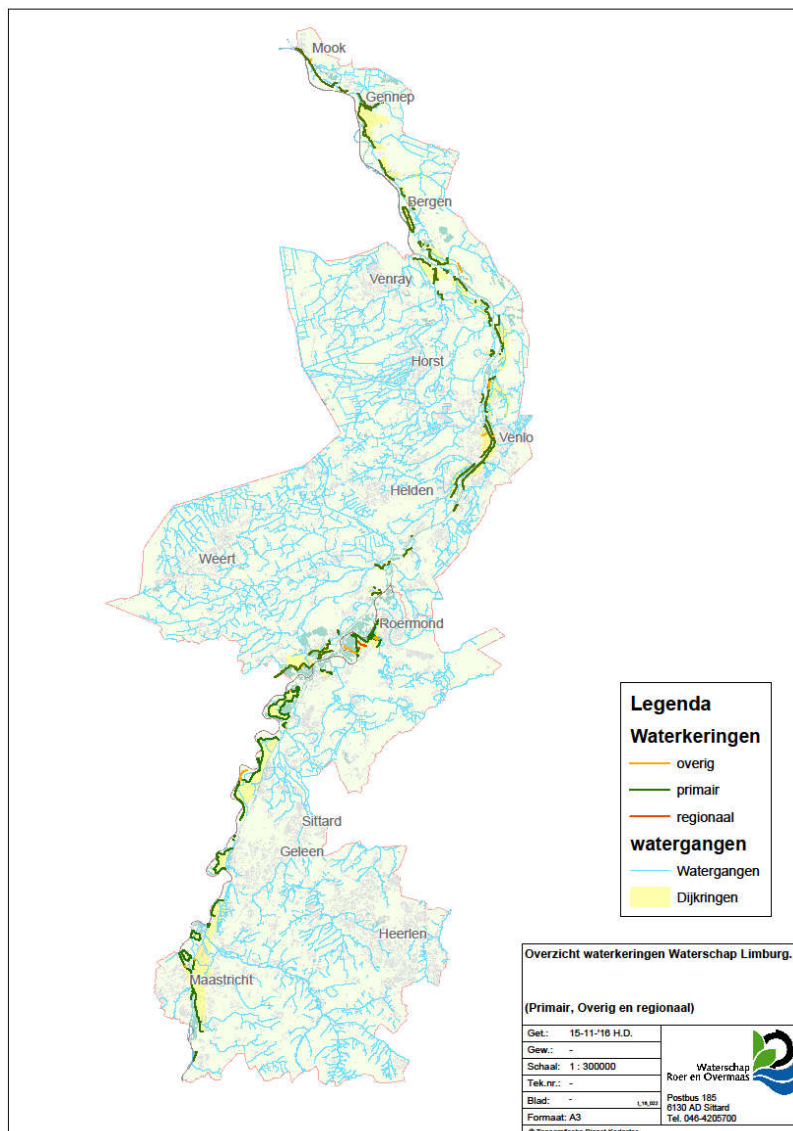 Mook
Gennep
Bergen
Venray
Horst
Venlo
Helden
Weert
Roermond
Sittard
Geleen
Heerlen
Maastricht
Legenda
Waterkeringen
overig
primair
regionaal
watergangen
Watergangen
Dijkringen
Overzicht waterkeringen Waterschap Limburg.
(Primair, Overig en regionaal)
Get.: 15-11-'16 H.D.
Gew.: -
Schaal: 1 : 300000
Tek.nr.: -
Blad: -
Formaat: A3
Waterschap
Roer en Overmaas
Postbus 185
6130 AD Sittard
Tel. 046-4205700